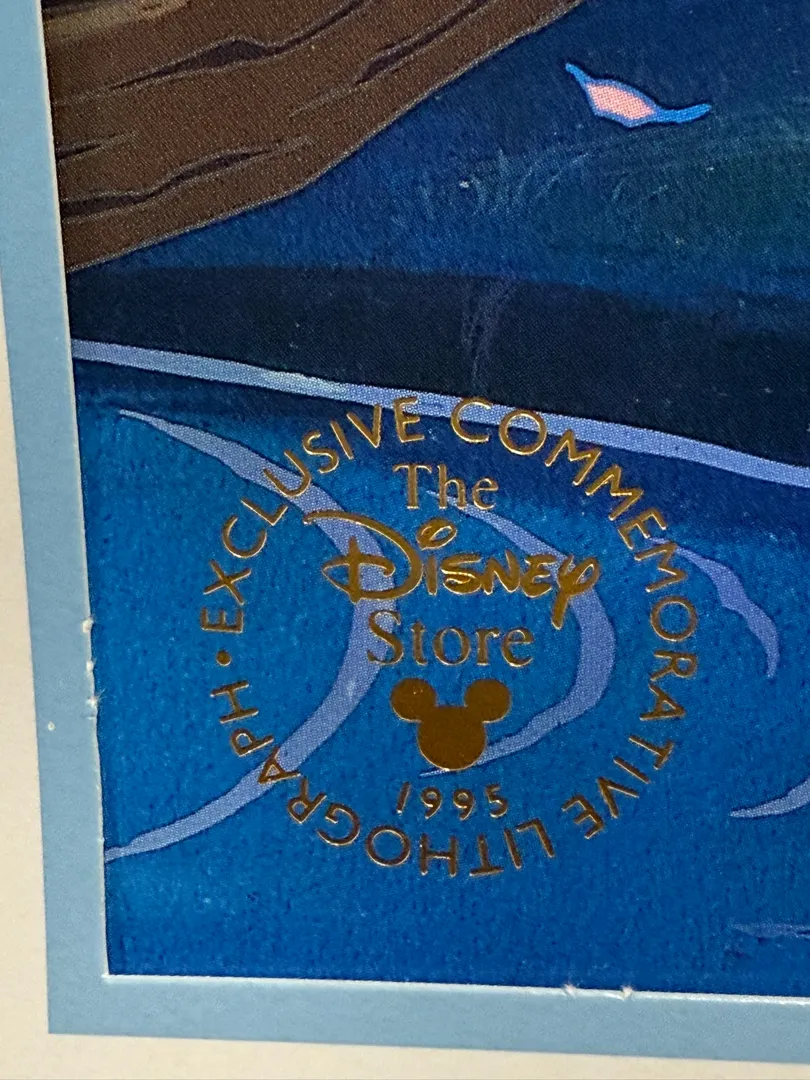 • EXCLUSIVE COMMEMORATIVE LITHOGRAPH
The
DISNEY
Store
1995